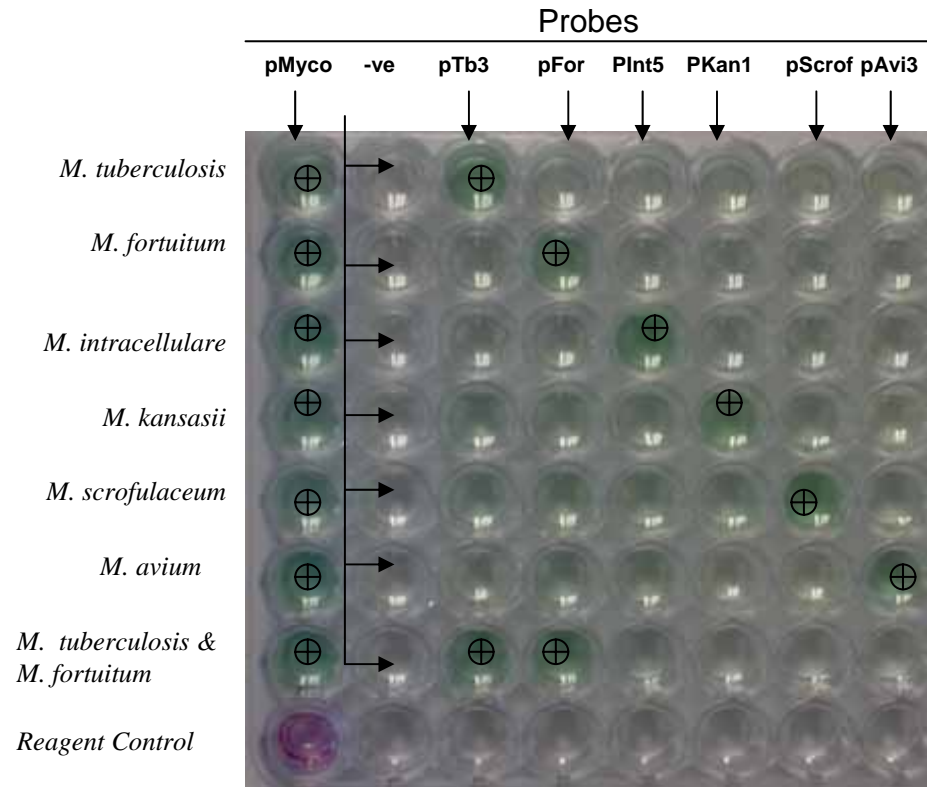 Probes
pMyco -ve pTb3 pFor PInt5 PKan1 pScrof pAvi3
M. tuberculosis
M. fortuitum
M. intracellulare
M. kansasii
M. scrofulaceum
M. avium
M. tuberculosis &
M. fortuitum
Reagent Control